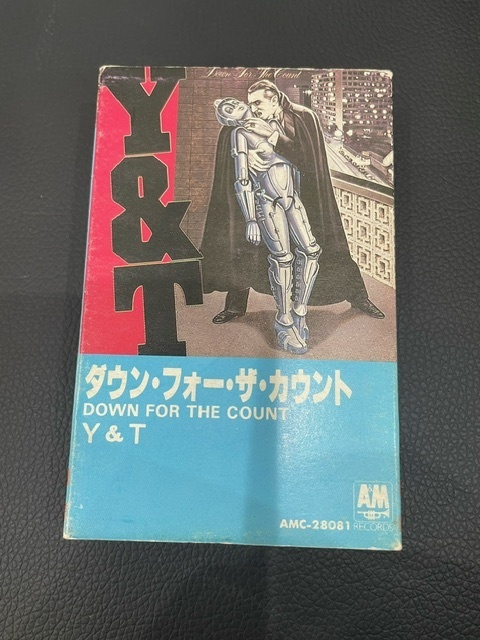 Down For The Count
Y&T
ダウン・フォー・ザ・カウント
DOWN FOR THE COUNT
Y & T
AMC-28081
A&M
RECORDS